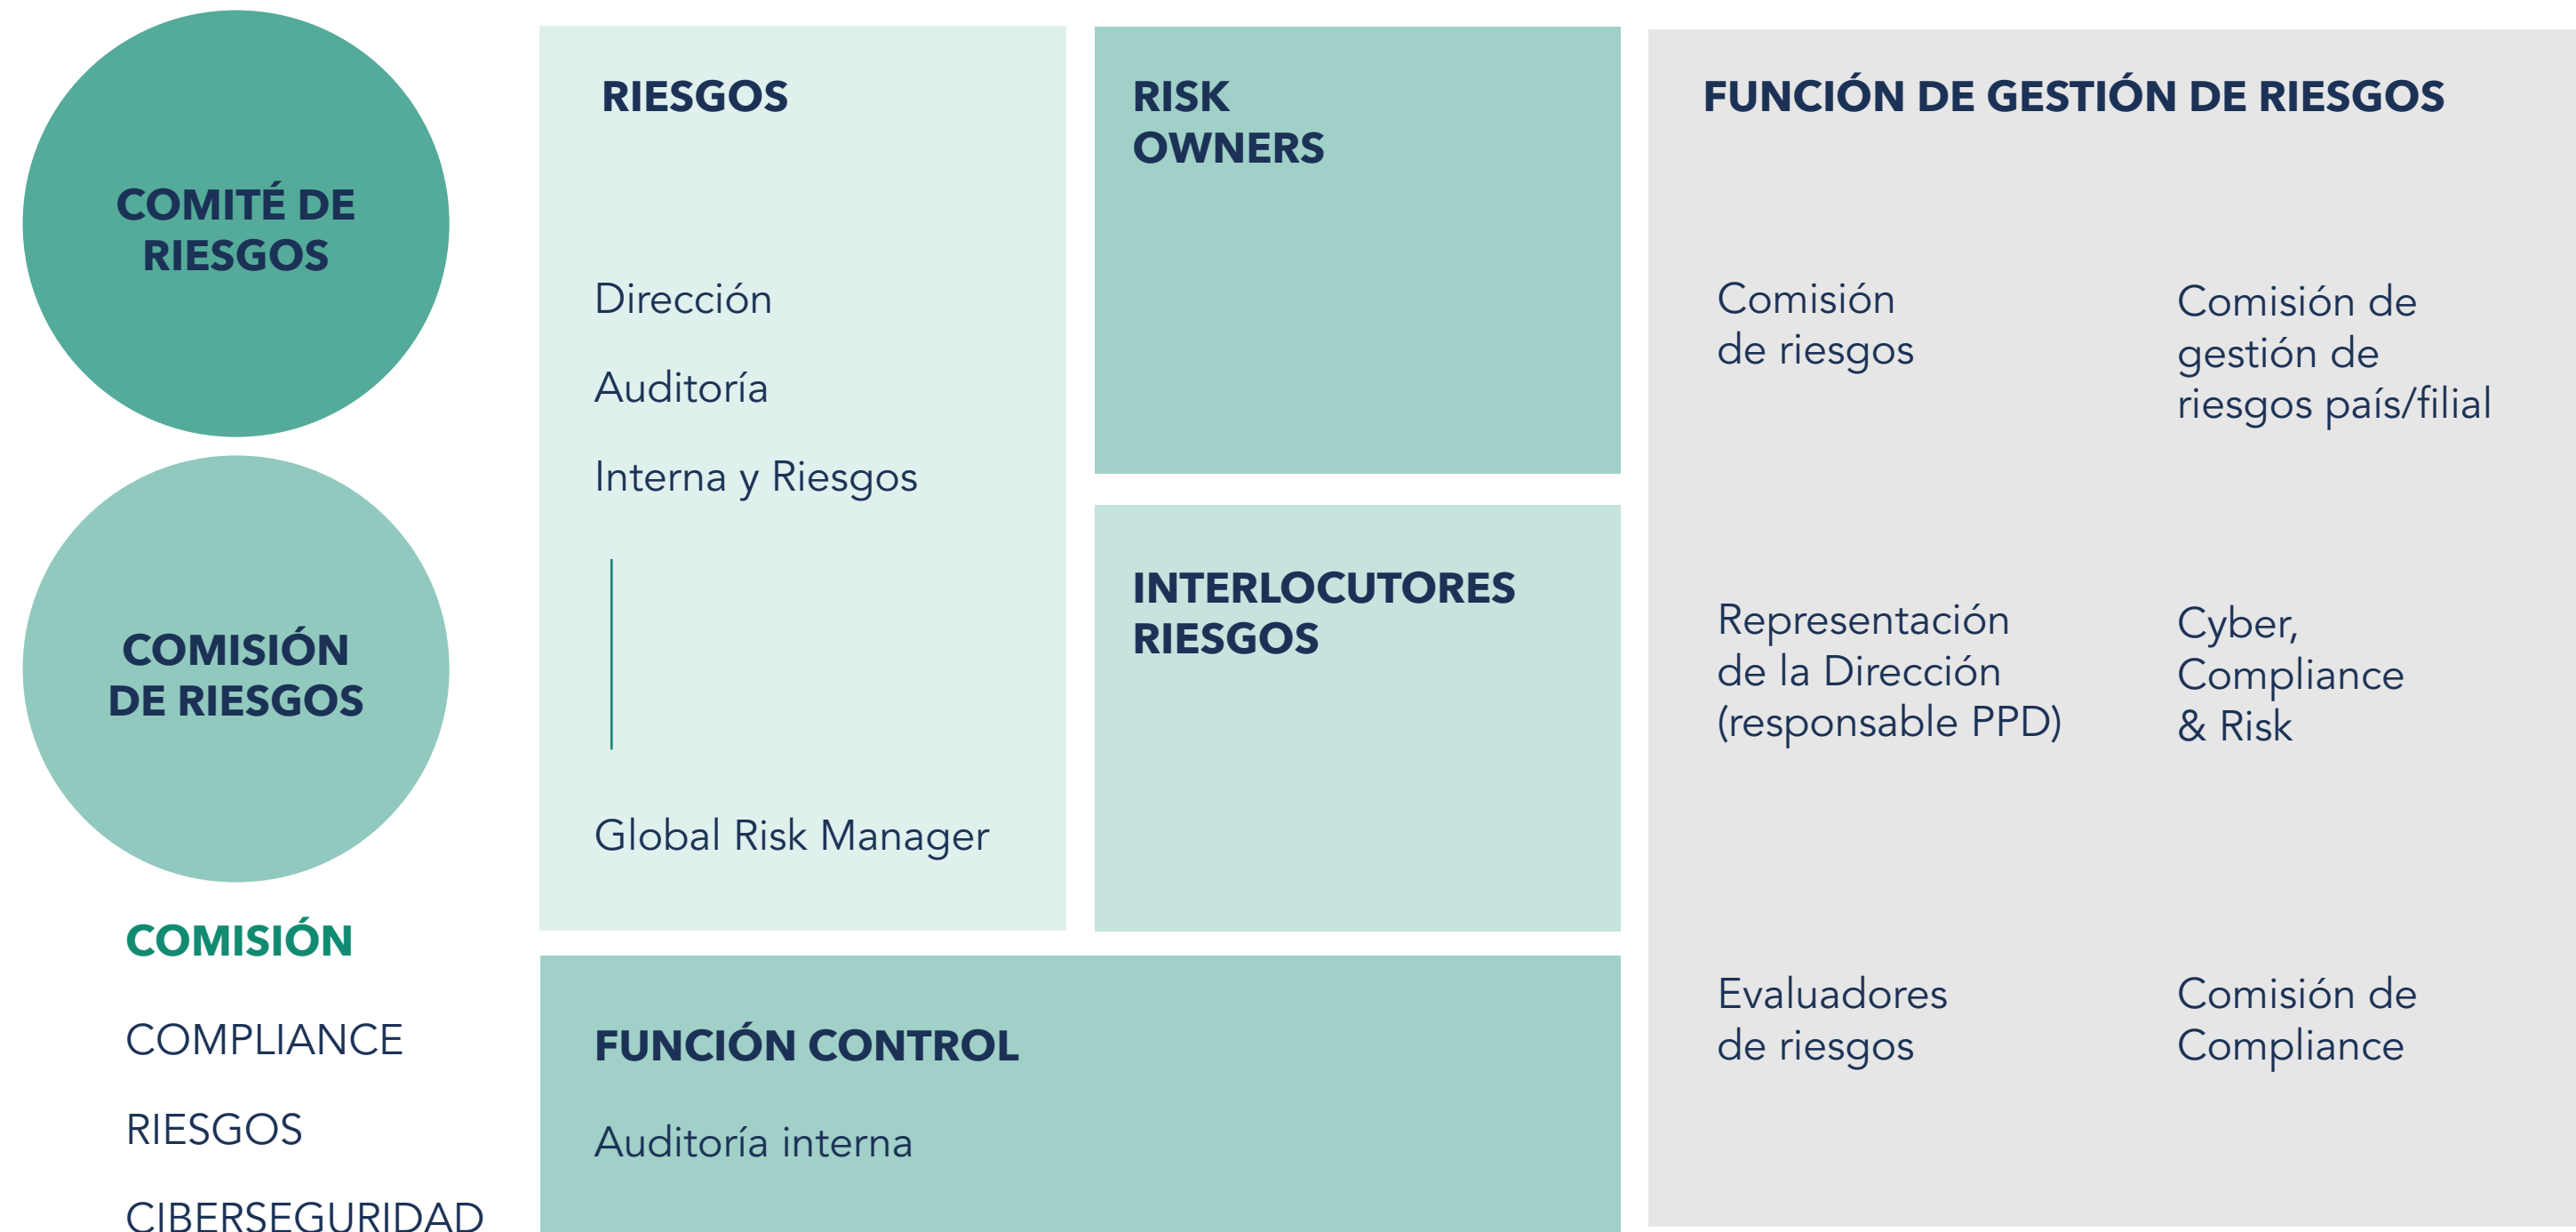 COMITÉ DE
RIESGOS
COMISIÓN
DE RIESGOS
COMISIÓN
COMPLIANCE
RIESGOS
CIBERSEGURIDAD
RIESGOS
Dirección
Auditoría
Interna y Riesgos
Global Risk Manager
RISK
OWNERS
INTERLOCUTORES
RIESGOS
FUNCIÓN CONTROL
Auditoría interna
FUNCIÓN DE GESTIÓN DE RIESGOS
Comisión
de riesgos
Comisión de
gestión de
riesgos país/filial
Representación
de la Dirección
(responsable PPD)
Cyber,
Compliance
& Risk
Evaluadores
de riesgos
Comisión de
Compliance